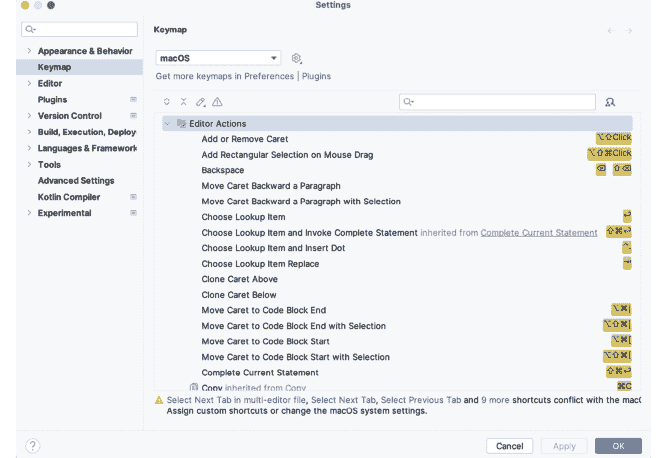 Settings
Keymap
Appearance & Behavior
Keymap
Editor
Plugins
Version Control
Build, Execution, Deploy
Languages & Framework
Tools
Advanced Settings
Kotlin Compiler
Experimental
macOS
Get more keymaps in Preferences | Plugins
Editor Actions
Add or Remove Caret ⌥⇧Click
Add Rectangular Selection on Mouse Drag ⌥⇧⌘Click
Backspace ⌫ ⇧⌫
Move Caret Backward a Paragraph
Move Caret Backward a Paragraph with Selection
Choose Lookup Item ⏎
Choose Lookup Item and Invoke Complete Statement inherited from Complete Current Statement ⇧⌘⏎
Choose Lookup Item and Insert Dot ^.
Choose Lookup Item Replace ⇥
Clone Caret Above
Clone Caret Below
Move Caret to Code Block End ⌥⌘]
Move Caret to Code Block End with Selection ⌥⇧⌘]
Move Caret to Code Block Start ⌥⌘[
Move Caret to Code Block Start with Selection ⌥⇧⌘[
Complete Current Statement ⇧⌘⏎
Copy inherited from Copy ⌘C
Select Next Tab in multi-editor file, Select Next Tab, Select Previous Tab and 9 more shortcuts conflict with the mac
Assign custom shortcuts or change the macOS system settings.
?
Cancel
Apply
OK